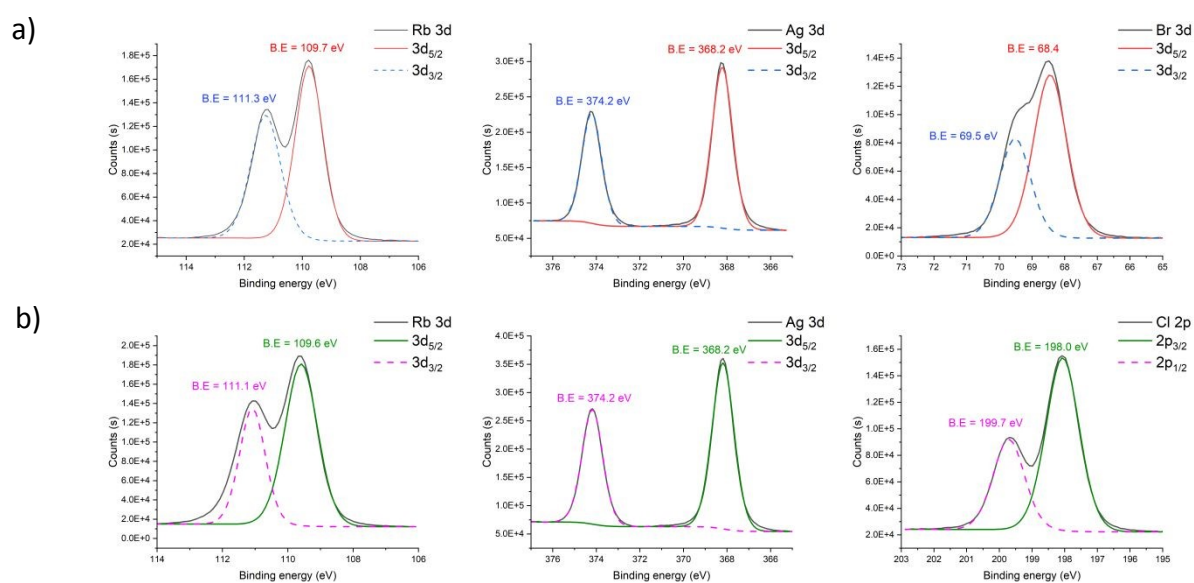 a)
Rb 3d
3d5/2
3d3/2
B.E = 109.7 eV
B.E = 111.3 eV
1.8E+5
1.6E+5
1.4E+5
1.2E+5
1.0E+5
8.0E+4
6.0E+4
4.0E+4
2.0E+4
Counts (s)
114 113 112 111 110 109 108 107 106
Binding energy (eV)
Ag 3d
3d5/2
3d3/2
B.E = 368.2 eV
B.E = 374.2 eV
3.0E+5
2.5E+5
2.0E+5
1.5E+5
1.0E+5
5.0E+4
Counts (s)
376 374 372 370 368 366
Binding energy (eV)
Br 3d
3d5/2
3d3/2
B.E = 68.4
B.E = 69.5 eV
1.4E+5
1.2E+5
1.0E+5
8.0E+4
6.0E+4
4.0E+4
2.0E+4
0.0E+0
Counts (s)
73 72 71 70 69 68 67 66 65
Binding energy (eV)
b)
Rb 3d
3d5/2
3d3/2
B.E = 109.6 eV
B.E = 111.1 eV
2.0E+5
1.8E+5
1.6E+5
1.4E+5
1.2E+5
1.0E+5
8.0E+4
6.0E+4
4.0E+4
2.0E+4
0.0E+0
Counts (s)
114 113 112 111 110 109 108 107 106
Binding energy (eV)
Ag 3d
3d5/2
3d3/2
B.E = 368.2 eV
B.E = 374.2 eV
4.0E+5
3.5E+5
3.0E+5
2.5E+5
2.0E+5
1.5E+5
1.0E+5
5.0E+4
Counts (s)
376 374 372 370 368 366
Binding energy (eV)
Cl 2p
2p3/2
2p1/2
B.E = 198.0 eV
B.E = 199.7 eV
1.6E+5
1.4E+5
1.2E+5
1.0E+5
8.0E+4
6.0E+4
4.0E+4
2.0E+4
0.0E+0
Counts (s)
203 202 201 200 199 198 197 196 195
Binding energy (eV)